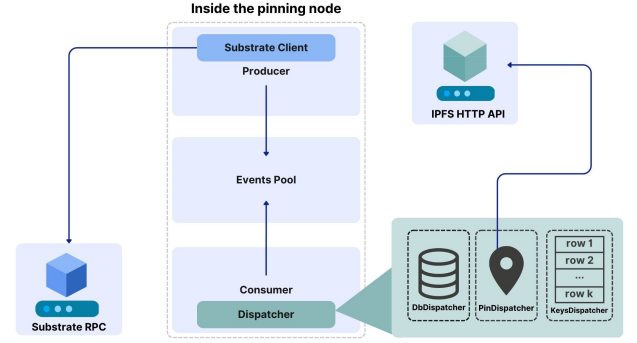 Inside the pinning node
Substrate Client
Producer
Events Pool
Consumer
Dispatcher
Substrate RPC
IPFS HTTP API
DbDispatcher
PinDispatcher
row 1
row 2
...
row k
KeysDispatcher